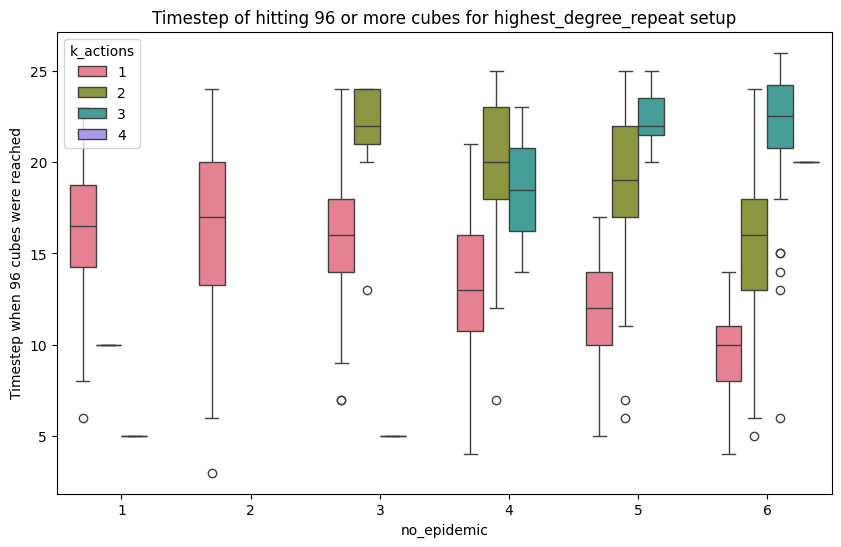 Timestep of hitting 96 or more cubes for highest_degree_repeat setup
k_actions
1
2
3
4
Timestep when 96 cubes were reached
25
20
15
10
5
1 2 3 4 5 6
no_epidemic